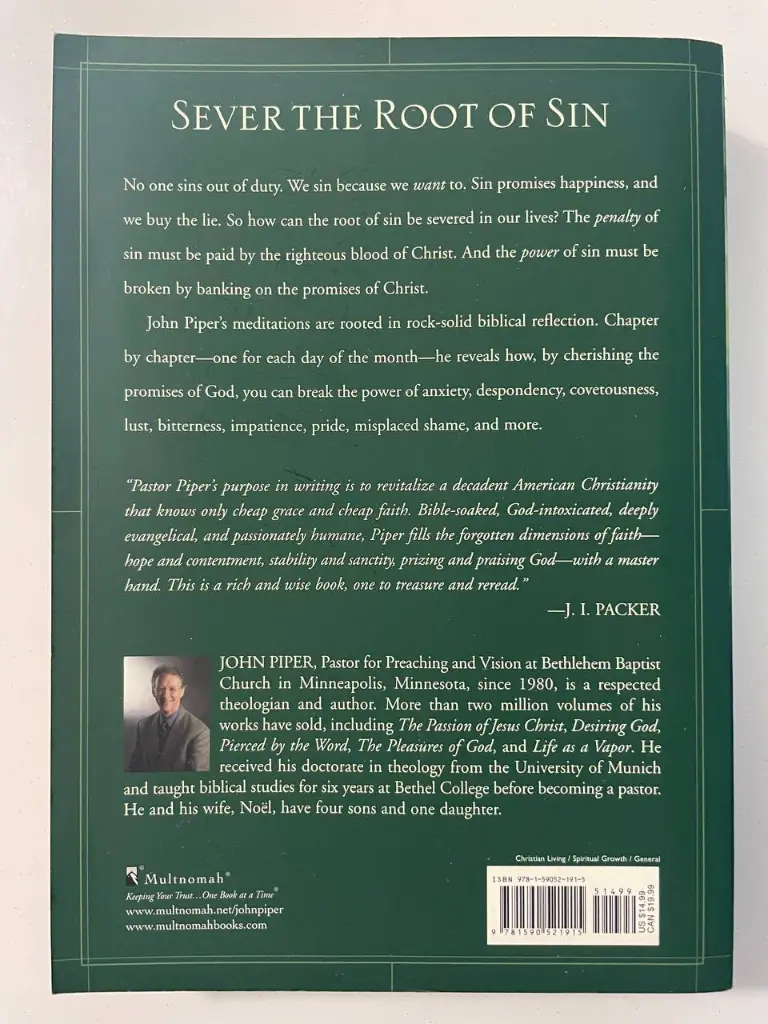 SEVER THE ROOT OF SIN
No one sins out of duty. We sin because we want to. Sin promises happiness, and
we buy the lie. So how can the root of sin be severed in our lives? The penalty of
sin must be paid by the righteous blood of Christ. And the power of sin must be
broken by banking on the promises of Christ.
John Piper's meditations are rooted in rock-solid biblical reflection. Chapter
by chapter—one for each day of the month—he reveals how, by cherishing the
promises of God, you can break the power of anxiety, despondency, covetousness,
lust, bitterness, impatience, pride, misplaced shame, and more.
"Pastor Piper's purpose in writing is to revitalize a decadent American Christianity
that knows only cheap grace and cheap faith. Bible-soaked, God-intoxicated, deeply
evangelical, and passionately humane, Piper fills the forgotten dimensions of faith—
hope and contentment, stability and sanctity, prizing and praising God—with a master
hand. This is a rich and wise book, one to treasure and reread."
—J. I. PACKER
JOHN PIPER, Pastor for Preaching and Vision at Bethlehem Baptist
Church in Minneapolis, Minnesota, since 1980, is a respected
theologian and author. More than two million volumes of his
works have sold, including The Passion of Jesus Christ, Desiring God,
Pierced by the Word, The Pleasures of God, and Life as a Vapor. He
received his doctorate in theology from the University of Munich
and taught biblical studies for six years at Bethel College before becoming a pastor.
He and his wife, Noël, have four sons and one daughter.
Christian Living / Spiritual Growth / General
Multnomah®
Keeping Your Trust...One Book at a Time®
www.multnomah.net/johnpiper
www.multnomahbooks.com
ISBN 978-1-59052-191-5
51499
US $14.99
CAN $19.99
9 781590 521915